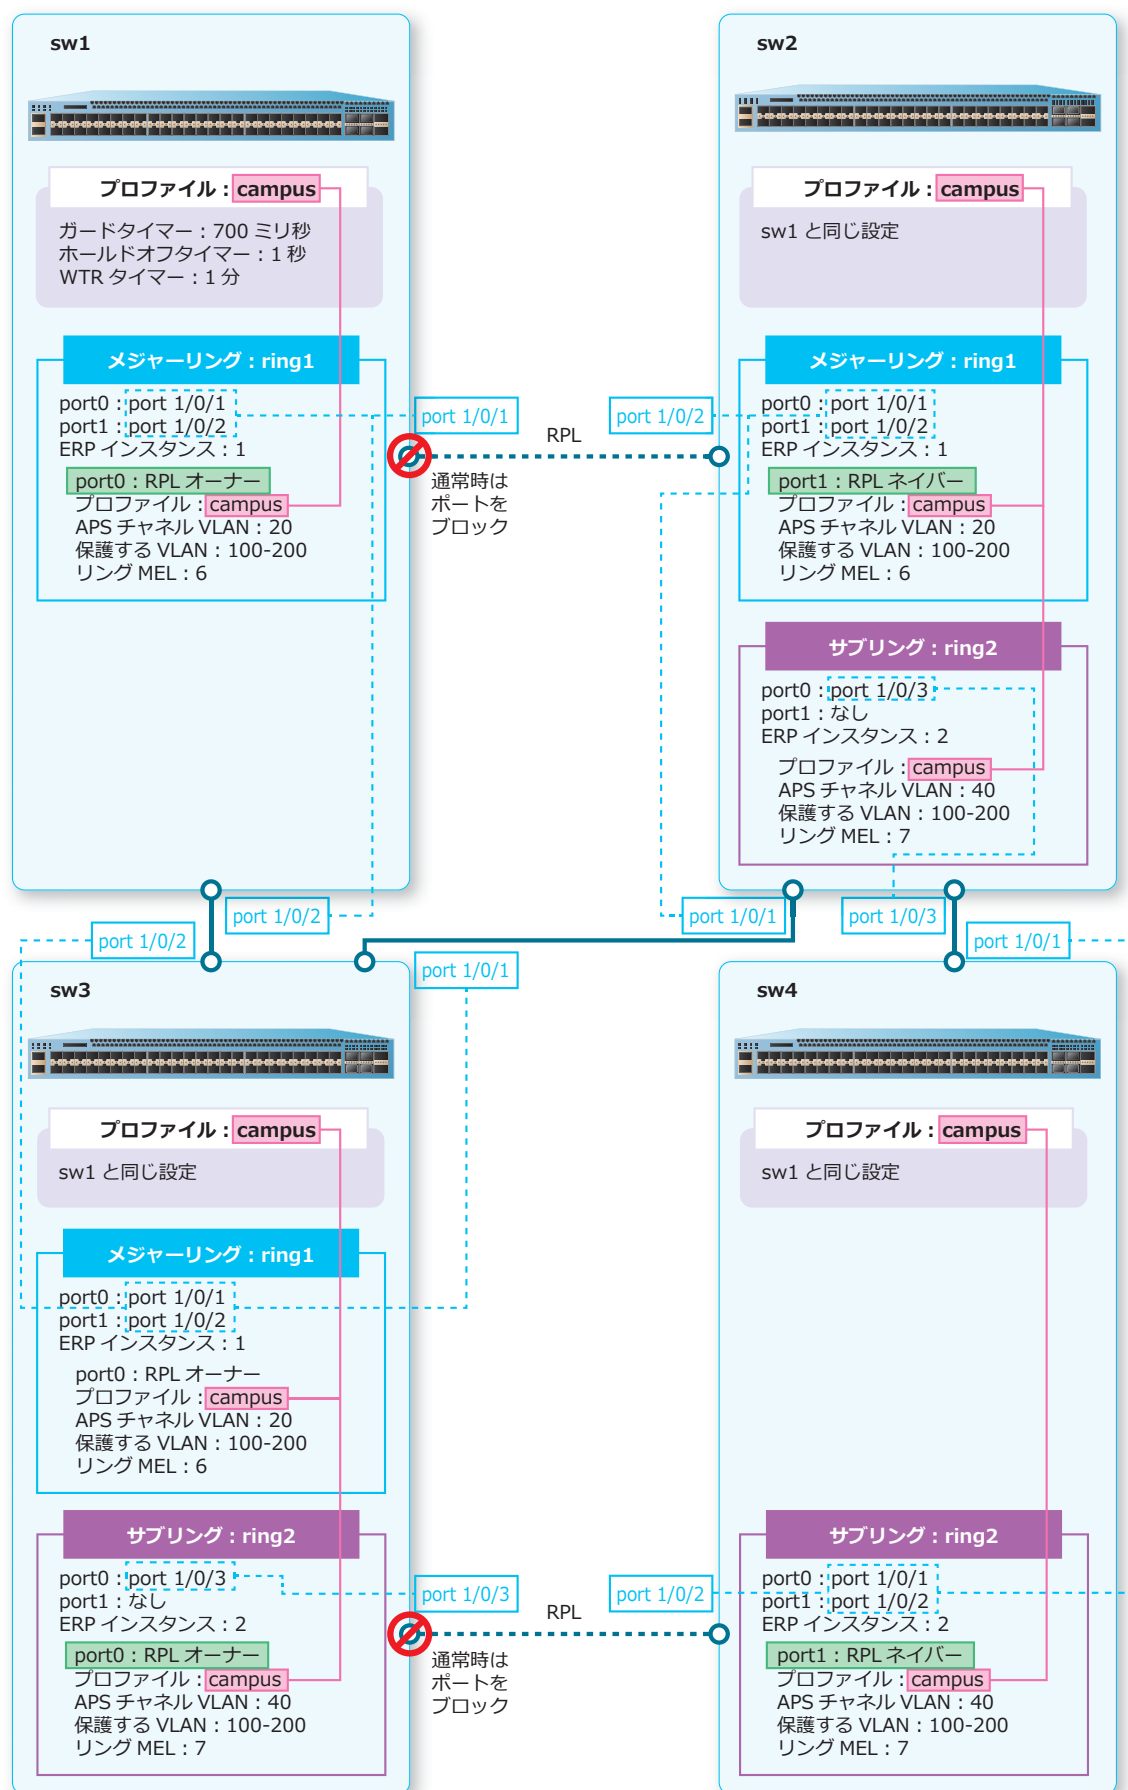 sw1
プロファイル：campus
ガードタイマー：700 ミリ秒
ホールドオフタイマー：1 秒
WTR タイマー：1 分
メジャーリング：ring1
port0：port 1/0/1
port1：port 1/0/2
ERP インスタンス：1
port0：RPL オーナー
プロファイル：campus
APS チャネル VLAN：20
保護する VLAN：100-200
リング MEL：6
port 1/0/1
RPL
port 1/0/2
通常時は
ポートを
ブロック
sw2
プロファイル：campus
sw1 と同じ設定
メジャーリング：ring1
port0：port 1/0/1
port1：port 1/0/2
ERP インスタンス：1
port1：RPL ネイバー
プロファイル：campus
APS チャネル VLAN：20
保護する VLAN：100-200
リング MEL：6
サブリング：ring2
port0：port 1/0/3
port1：なし
ERP インスタンス：2
プロファイル：campus
APS チャネル VLAN：40
保護する VLAN：100-200
リング MEL：7
port 1/0/2
port 1/0/2
port 1/0/1
port 1/0/1
port 1/0/3
port 1/0/1
sw3
プロファイル：campus
sw1 と同じ設定
メジャーリング：ring1
port0：port 1/0/1
port1：port 1/0/2
ERP インスタンス：1
port0：RPL オーナー
プロファイル：campus
APS チャネル VLAN：20
保護する VLAN：100-200
リング MEL：6
サブリング：ring2
port0：port 1/0/3
port1：なし
ERP インスタンス：2
port0：RPL オーナー
プロファイル：campus
APS チャネル VLAN：40
保護する VLAN：100-200
リング MEL：7
port 1/0/3
RPL
port 1/0/2
通常時は
ポートを
ブロック
sw4
プロファイル：campus
sw1 と同じ設定
サブリング：ring2
port0：port 1/0/1
port1：port 1/0/2
ERP インスタンス：2
port1：RPL ネイバー
プロファイル：campus
APS チャネル VLAN：40
保護する VLAN：100-200
リング MEL：7